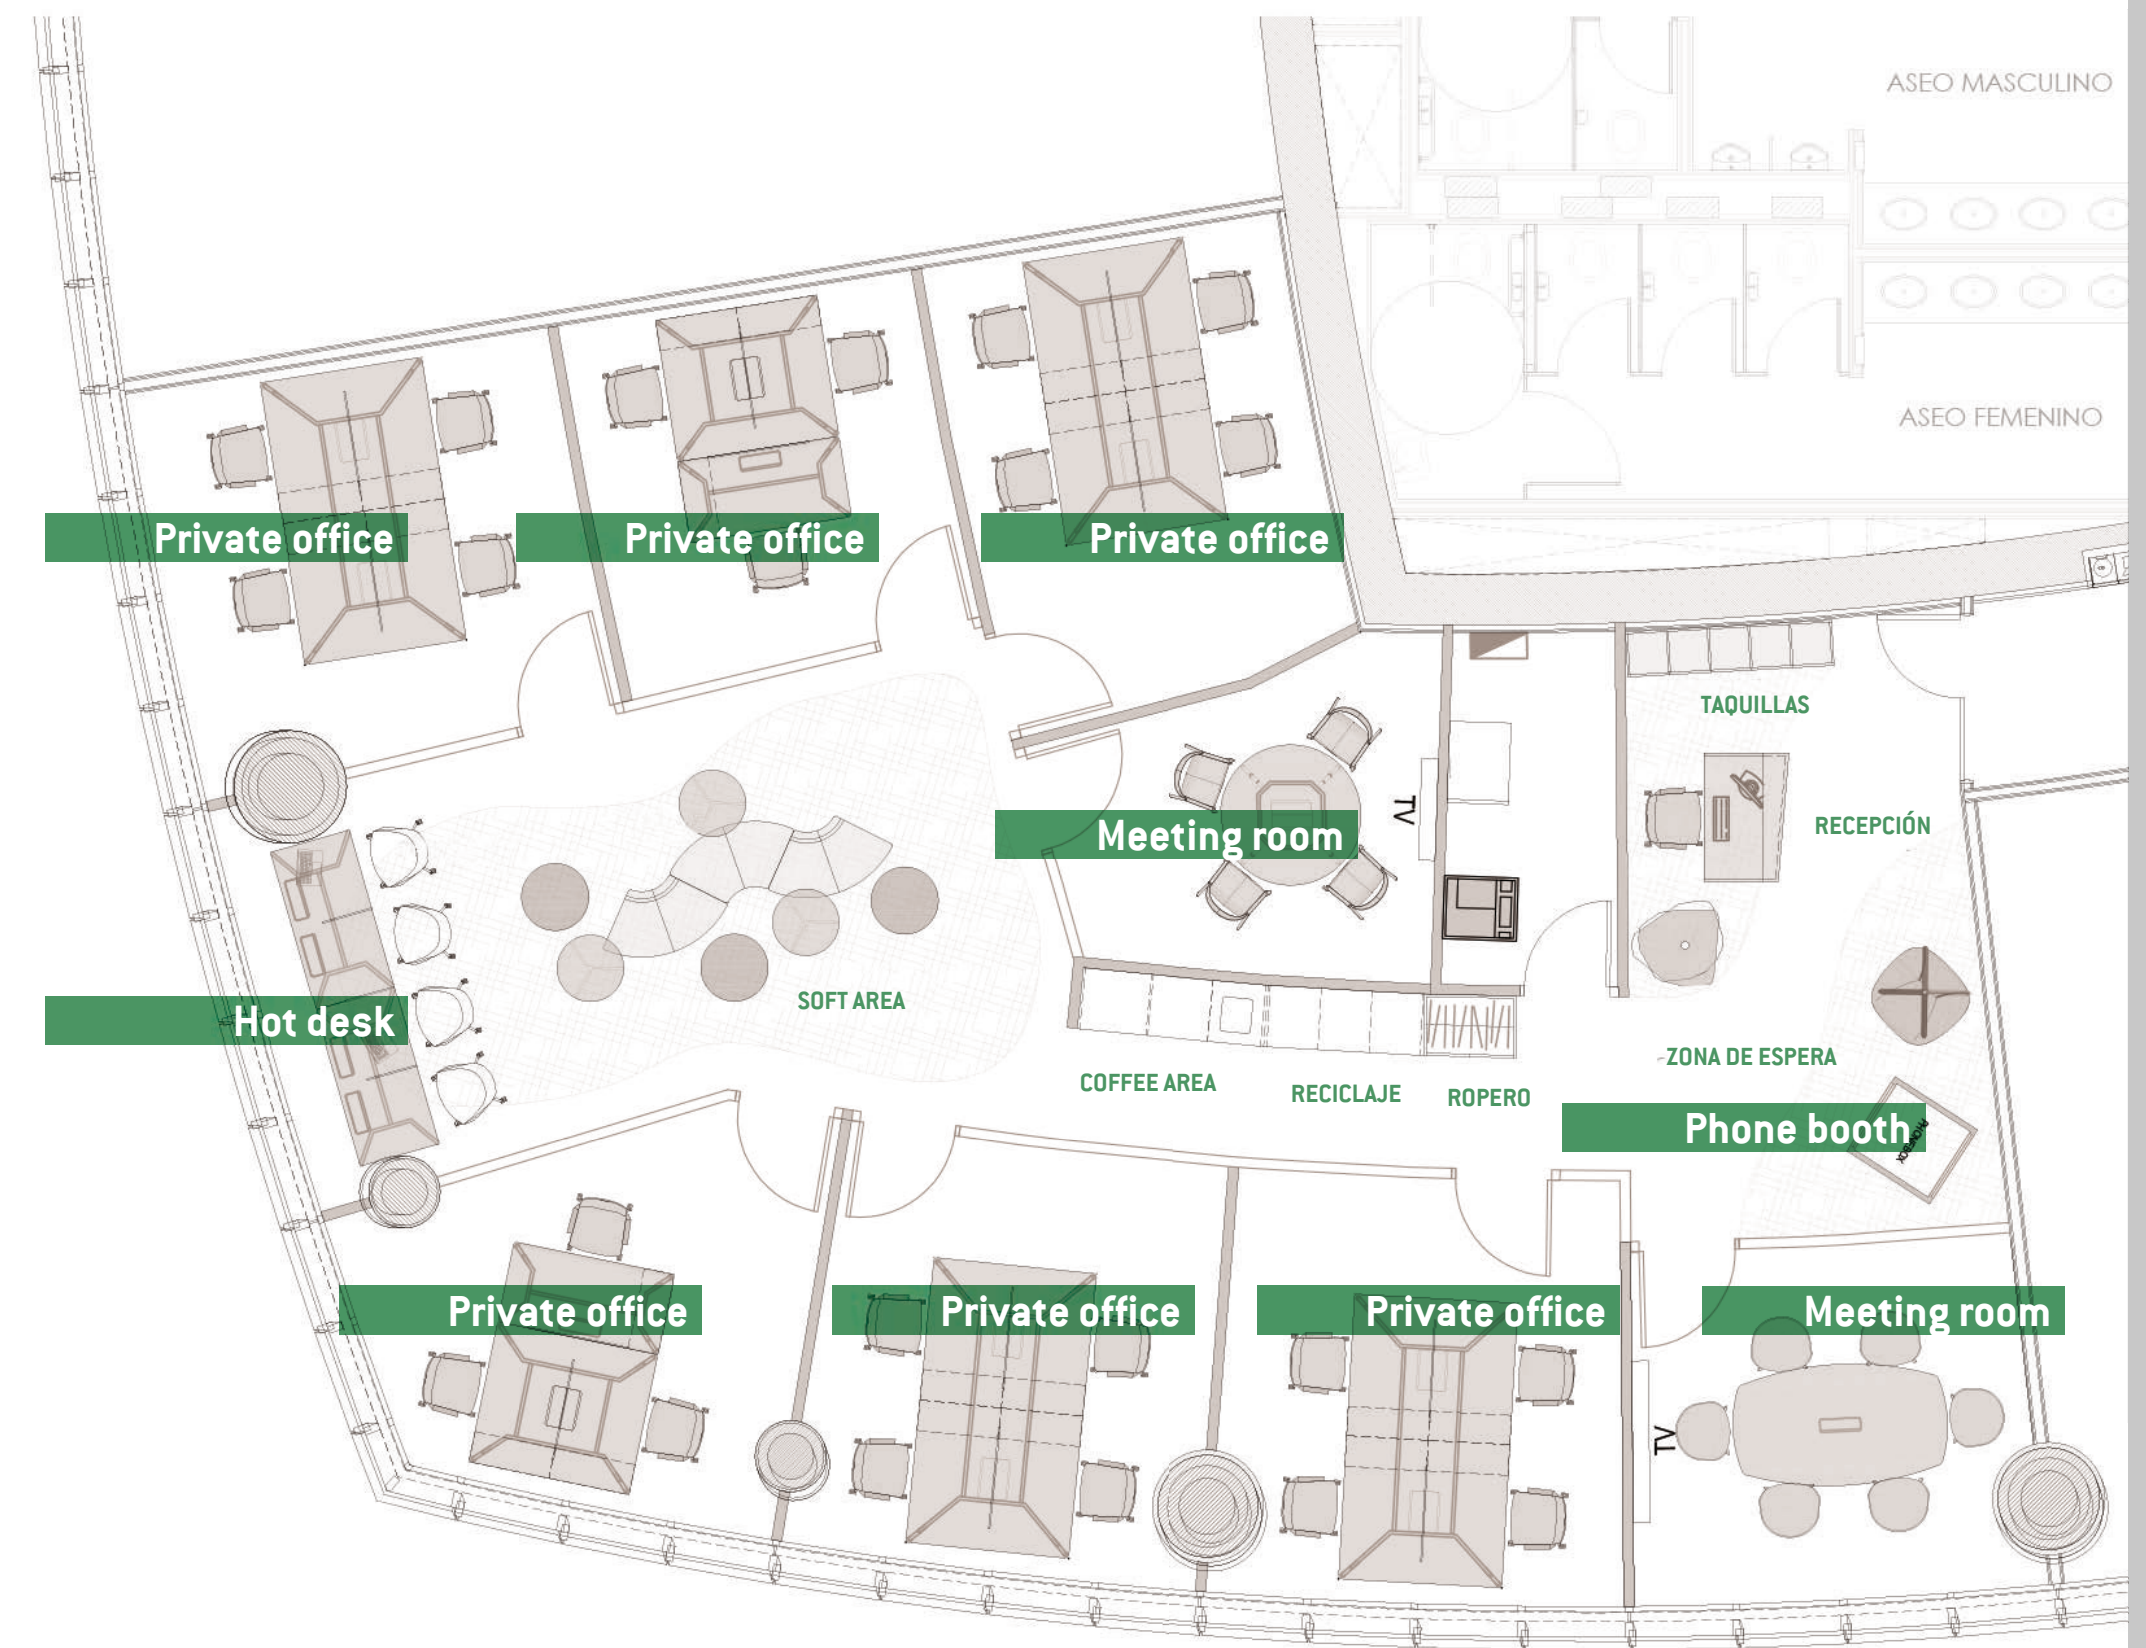 ASEO MASCULINO
ASEO FEMENINO
Private office
Private office
Private office
TAQUILLAS
TV
Meeting room
RECEPCIÓN
SOFT AREA
Hot desk
ZONA DE ESPERA
COFFEE AREA
RECICLAJE
ROPERO
Phone booth
PHONEBOX
Private office
Private office
Private office
Meeting room
TV